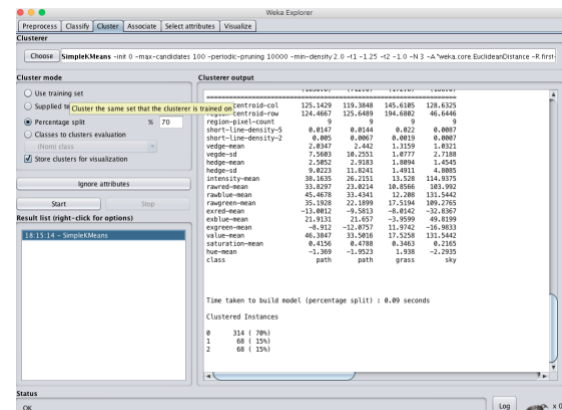 Weka Explorer
Preprocess Classify Cluster Associate Select attributes Visualize
Clusterer
Choose SimpleKMeans -init 0 -max-candidates 100 -periodic-pruning 10000 -min-density 2.0 -t1 -1.25 -t2 -1.0 -N 3 -A "weka.core.EuclideanDistance -R first-
Cluster mode
Use training set
Supplied te
Cluster the same set that the clusterer is trained on
Percentage split % 70
Classes to clusters evaluation
(Nom) class
Store clusters for visualization
Ignore attributes
Start Stop
Result list (right-click for options)
18:15:14 - SimpleKMeans
Clusterer output
region-centroid-col 125.1429 119.3848 145.6105 128.6325
region-centroid-row 124.4667 125.6489 194.6802 46.6446
region-pixel-count 9 9 9 9
short-line-density-5 0.0147 0.0144 0.022 0.0087
short-line-density-2 0.005 0.0067 0.0019 0.0007
vedge-mean 2.0347 2.442 1.3159 1.0321
vegde-sd 7.5603 10.2551 1.0777 2.7188
hedge-mean 2.5052 2.9183 1.8094 1.4545
hedge-sd 9.0223 11.8241 1.4911 4.8085
intensity-mean 38.1635 26.2151 13.528 114.9375
rawred-mean 33.8297 23.0214 10.8566 103.992
rawblue-mean 45.4678 33.4341 12.208 131.5442
rawgreen-mean 35.1928 22.1899 17.5194 109.2765
exred-mean -13.0012 -9.5813 -8.0142 -32.8367
exblue-mean 21.9131 21.657 -3.9599 49.8199
exgreen-mean -8.912 -12.0757 11.9742 -16.9833
value-mean 46.3847 33.5016 17.5258 131.5442
saturation-mean 0.4156 0.4788 0.3463 0.2165
hue-mean -1.369 -1.9523 1.938 -2.2935
class path path grass sky
Time taken to build model (percentage split) : 0.09 seconds
Clustered Instances
0 314 ( 70%)
1 68 ( 15%)
2 68 ( 15%)
Status
OK
Log
x 0